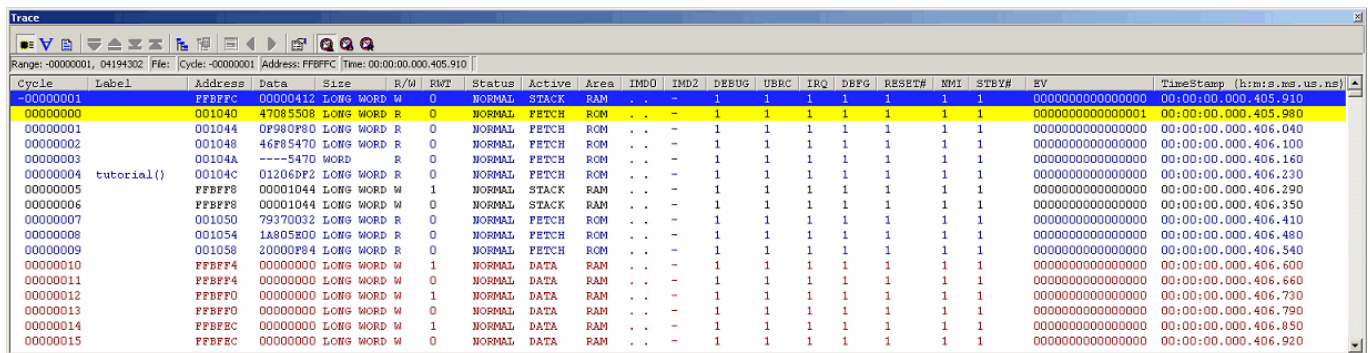 Trace
Range: -00000001, 04194302 File: Cycle: -00000001 Address: FFBFFC Time: 00:00:00.000.405.910
Cycle Label Address Data Size R/W RWT Status Active Area IMD0 IMD2 DEBUG UBRC IRQ DBFG RESET# NMI STBY# EV TimeStamp (h:m:s.ms.us.ns)
-00000001 FFBFFC 00000412 LONG WORD W 0 NORMAL STACK RAM . . - 1 1 1 1 1 1 1 0000000000000000 00:00:00.000.405.910
00000000 001040 47085508 LONG WORD R 0 NORMAL FETCH ROM . . - 1 1 1 1 1 1 1 0000000000000001 00:00:00.000.405.980
00000001 001044 0F980F80 LONG WORD R 0 NORMAL FETCH ROM . . - 1 1 1 1 1 1 1 0000000000000000 00:00:00.000.406.040
00000002 001048 46F85470 LONG WORD R 0 NORMAL FETCH ROM . . - 1 1 1 1 1 1 1 0000000000000000 00:00:00.000.406.100
00000003 00104A ----5470 WORD R 0 NORMAL FETCH ROM . . - 1 1 1 1 1 1 1 0000000000000000 00:00:00.000.406.160
00000004 tutorial() 00104C 01206DF2 LONG WORD R 0 NORMAL FETCH ROM . . - 1 1 1 1 1 1 1 0000000000000000 00:00:00.000.406.230
00000005 FFBFF8 00001044 LONG WORD W 1 NORMAL STACK RAM . . - 1 1 1 1 1 1 1 0000000000000000 00:00:00.000.406.290
00000006 FFBFF8 00001044 LONG WORD W 0 NORMAL STACK RAM . . - 1 1 1 1 1 1 1 0000000000000000 00:00:00.000.406.350
00000007 001050 79370032 LONG WORD R 0 NORMAL FETCH ROM . . - 1 1 1 1 1 1 1 0000000000000000 00:00:00.000.406.410
00000008 001054 1A805E00 LONG WORD R 0 NORMAL FETCH ROM . . - 1 1 1 1 1 1 1 0000000000000000 00:00:00.000.406.480
00000009 001058 20000F84 LONG WORD R 0 NORMAL FETCH ROM . . - 1 1 1 1 1 1 1 0000000000000000 00:00:00.000.406.540
00000010 FFBFF4 00000000 LONG WORD W 1 NORMAL DATA RAM . . - 1 1 1 1 1 1 1 0000000000000000 00:00:00.000.406.600
00000011 FFBFF4 00000000 LONG WORD W 0 NORMAL DATA RAM . . - 1 1 1 1 1 1 1 0000000000000000 00:00:00.000.406.660
00000012 FFBFF0 00000000 LONG WORD W 1 NORMAL DATA RAM . . - 1 1 1 1 1 1 1 0000000000000000 00:00:00.000.406.730
00000013 FFBFF0 00000000 LONG WORD W 0 NORMAL DATA RAM . . - 1 1 1 1 1 1 1 0000000000000000 00:00:00.000.406.790
00000014 FFBFEC 00000000 LONG WORD W 1 NORMAL DATA RAM . . - 1 1 1 1 1 1 1 0000000000000000 00:00:00.000.406.850
00000015 FFBFEC 00000000 LONG WORD W 0 NORMAL DATA RAM . . - 1 1 1 1 1 1 1 0000000000000000 00:00:00.000.406.920